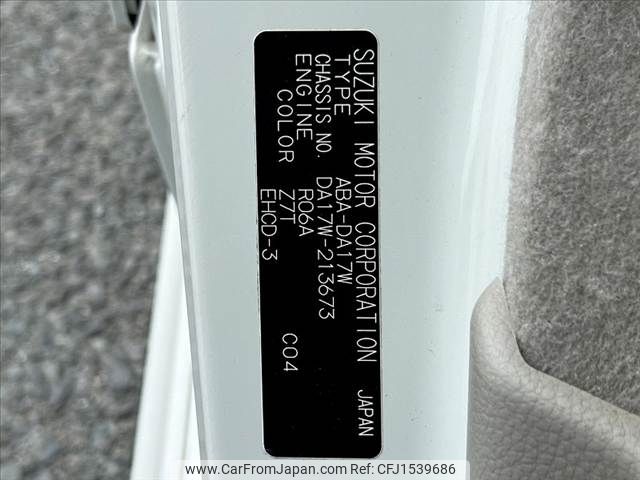 SUZUKI MOTOR CORPORATION JAPAN
TYPE ABA-DA17W
CHASSIS NO. DA17W-213673
ENGINE R06A
COLOR Z7T C04
EHCD-3
www.CarFromJapan.com • CFJ1539686